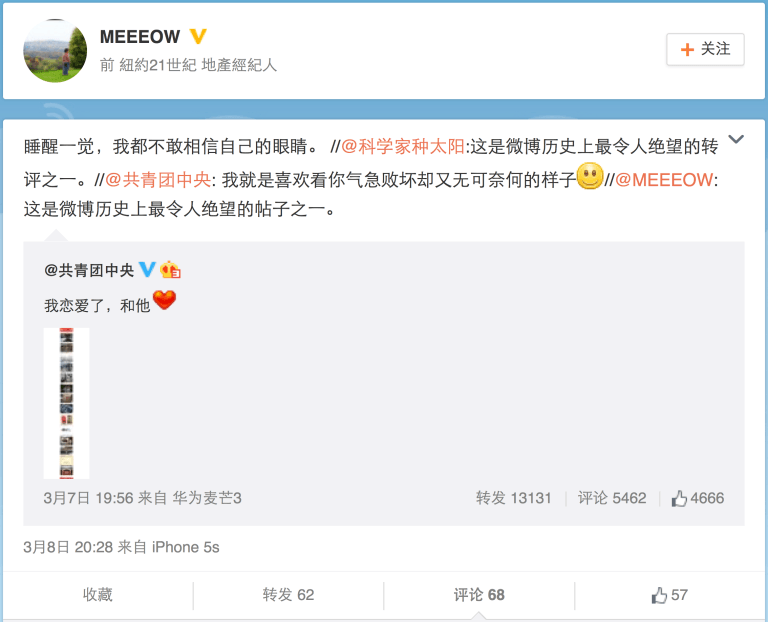 MEEEOW
前 紐約21世紀 地產經紀人
关注
睡醒一觉，我都不敢相信自己的眼睛。 //@科学家种太阳:这是微博历史上最令人绝望的转
评之一。//@共青团中央: 我就是喜欢看你气急败坏却又无可奈何的样子//@MEEEOW:
这是微博历史上最令人绝望的帖子之一。
@共青团中央
我恋爱了，和他
3月7日 19:56 来自 华为麦芒3
转发 13131 评论 5462 4666
3月8日 20:28 来自 iPhone 5s
收藏 转发 62 评论 68 57